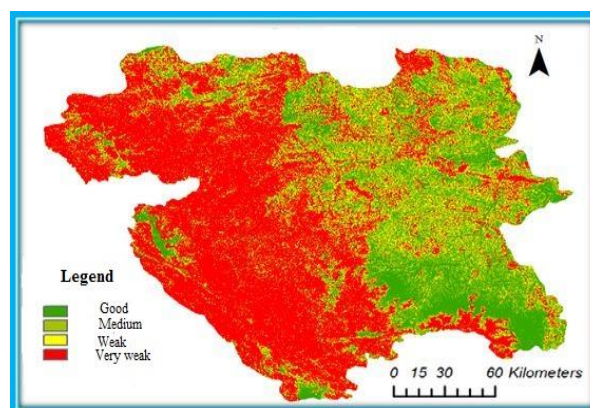 N
Legend
Good
Medium
Weak
Very weak
0 15 30 60 Kilometers